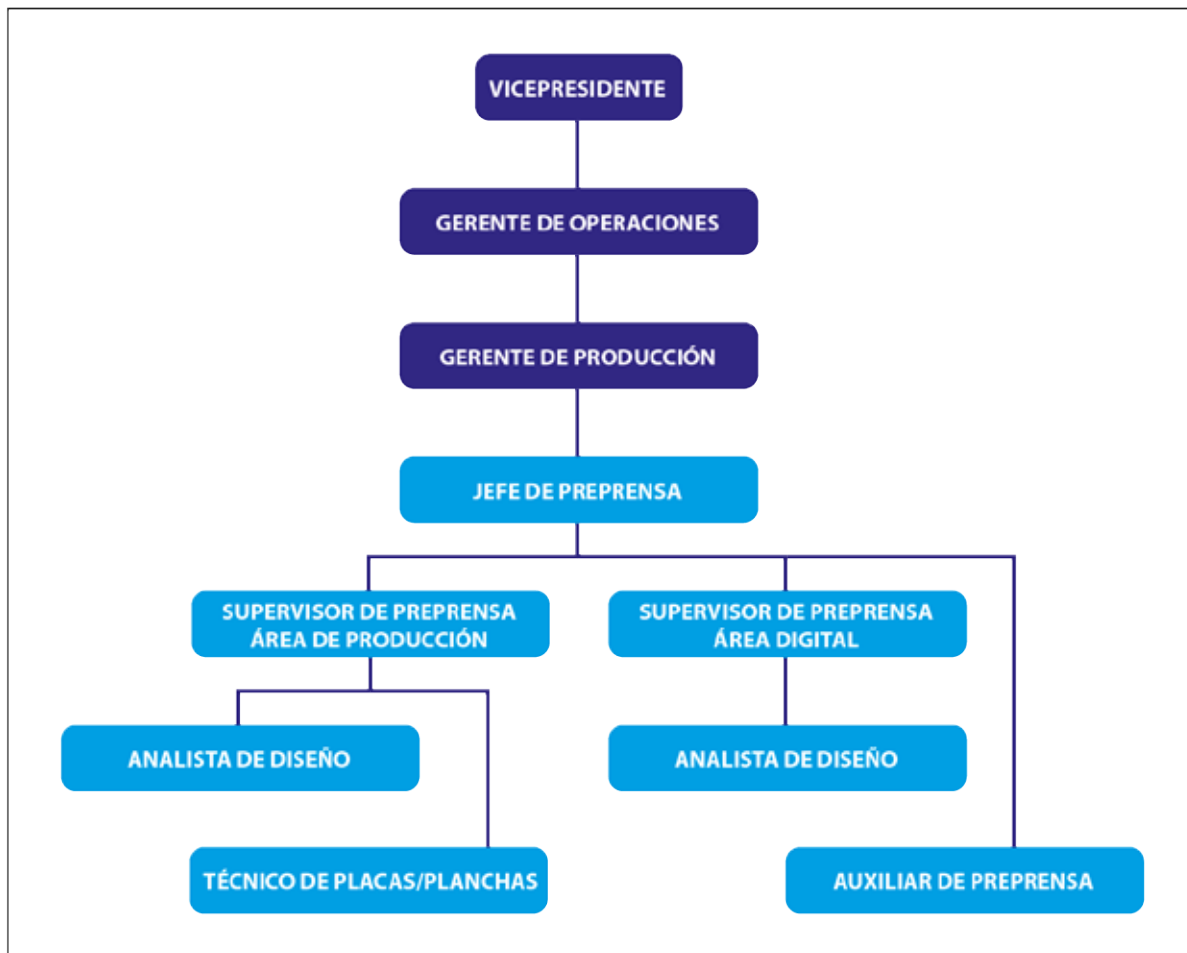 VICEPRESIDENTE
GERENTE DE OPERACIONES
GERENTE DE PRODUCCIÓN
JEFE DE PREPRENSA
SUPERVISOR DE PREPRENSA
ÁREA DE PRODUCCIÓN
SUPERVISOR DE PREPRENSA
ÁREA DIGITAL
ANALISTA DE DISEÑO
ANALISTA DE DISEÑO
TÉCNICO DE PLACAS/PLANCHAS
AUXILIAR DE PREPRENSA